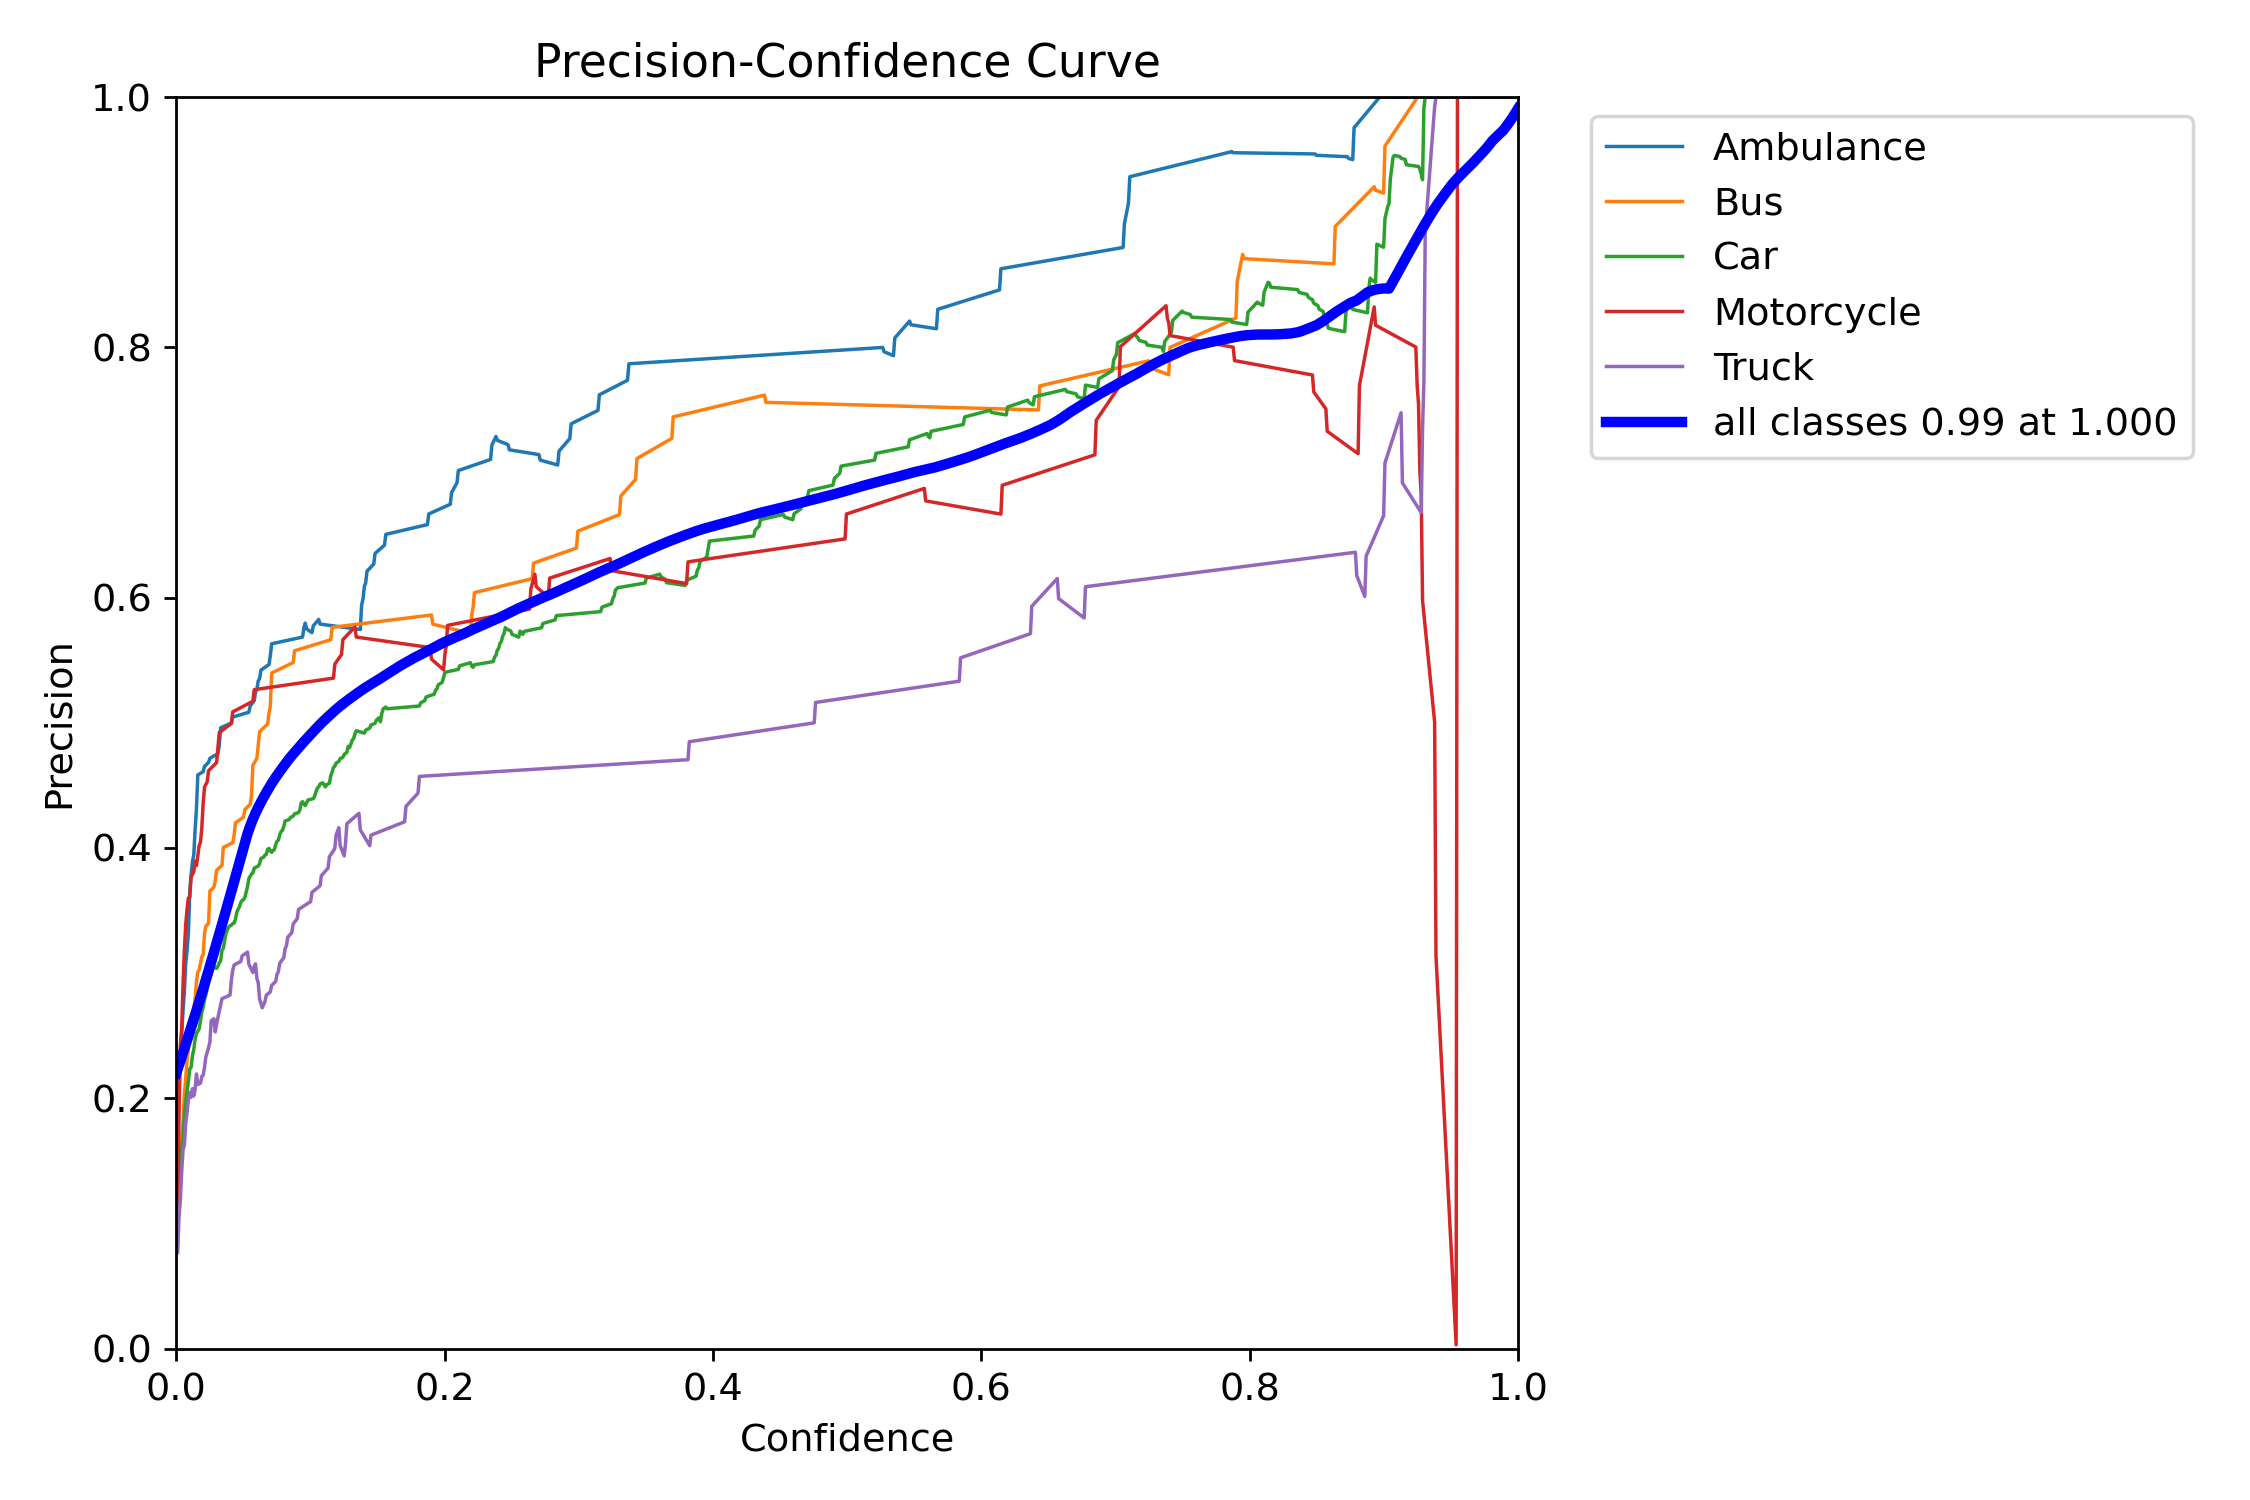 Precision-Confidence Curve
1.0
0.8
0.6
0.4
0.2
0.0
Precision
0.0 0.2 0.4 0.6 0.8 1.0
Confidence
Ambulance
Bus
Car
Motorcycle
Truck
all classes 0.99 at 1.000